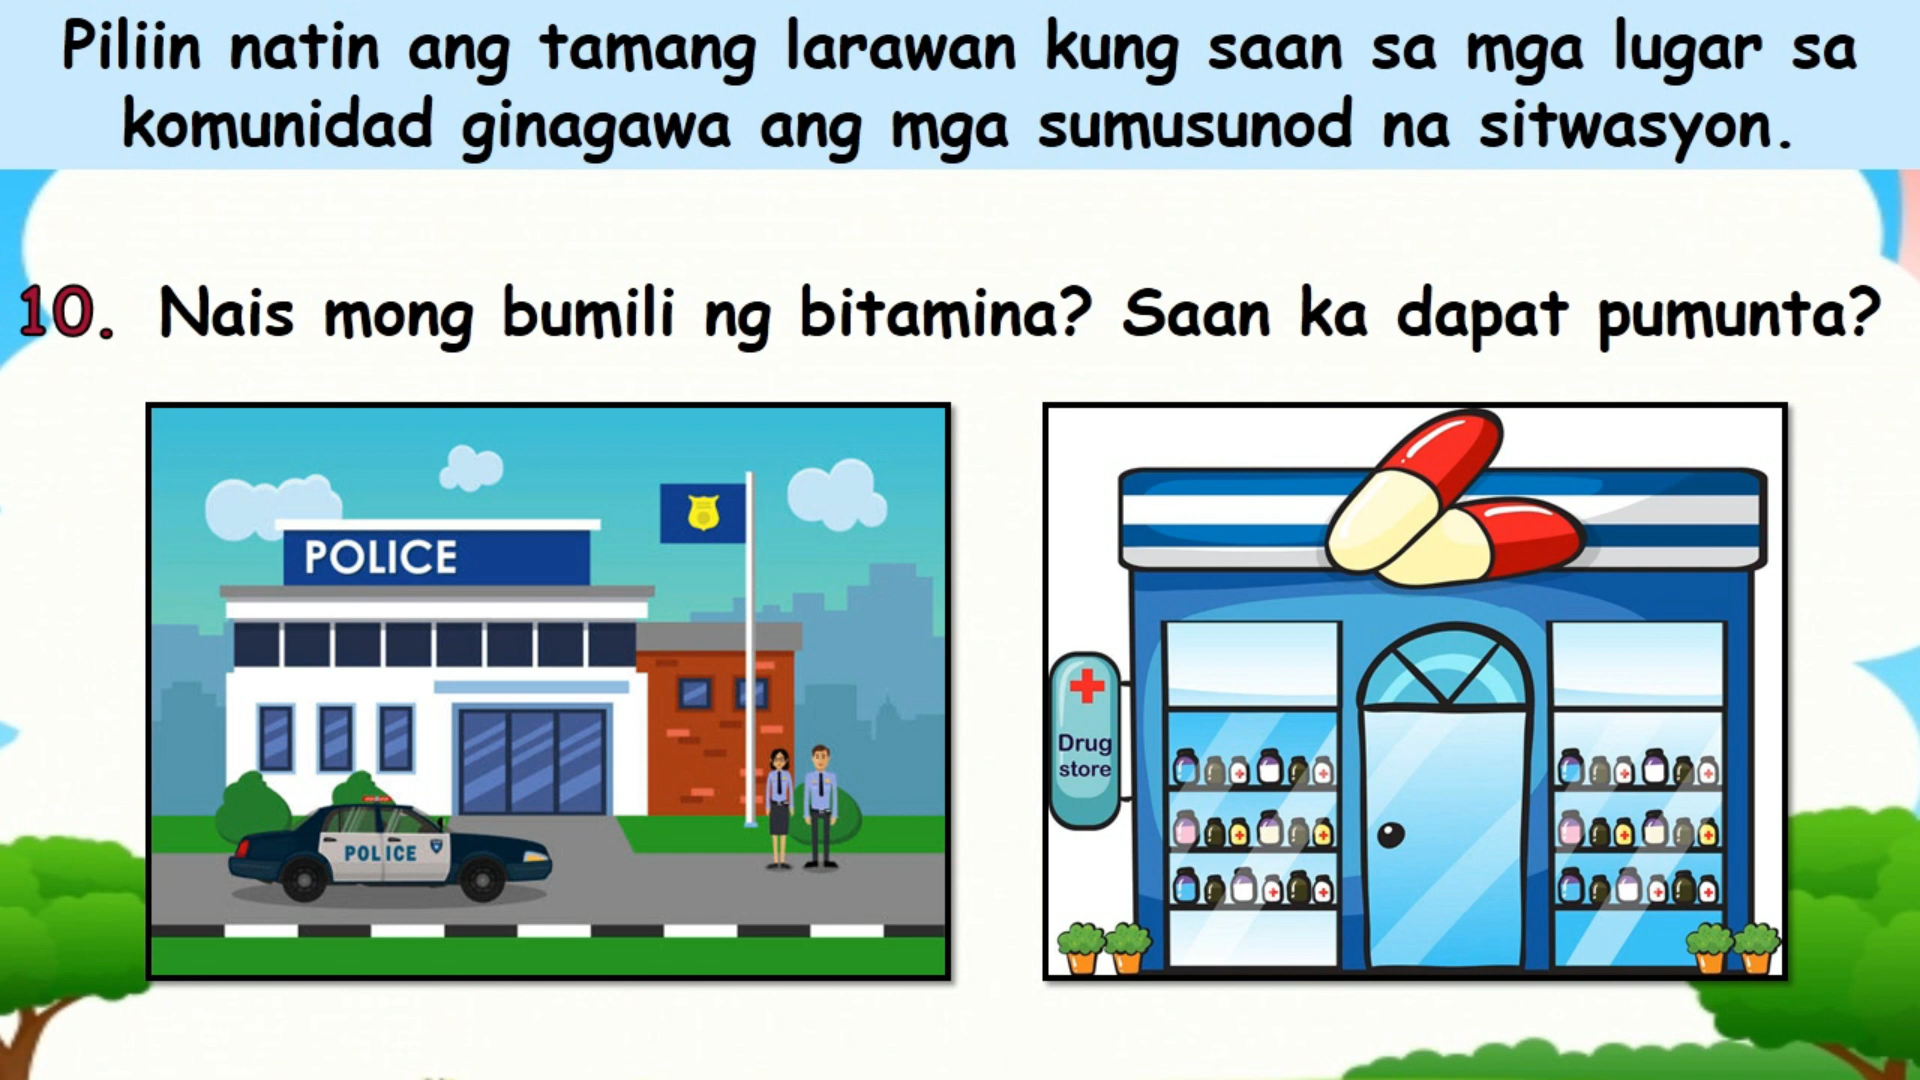 Piliin natin ang tamang larawan kung saan sa mga lugar sa
komunidad ginagawa ang mga sumusunod na sitwasyon.
10. Nais mong bumili ng bitamina? Saan ka dapat pumunta?
POLICE
POLICE
Drug
store